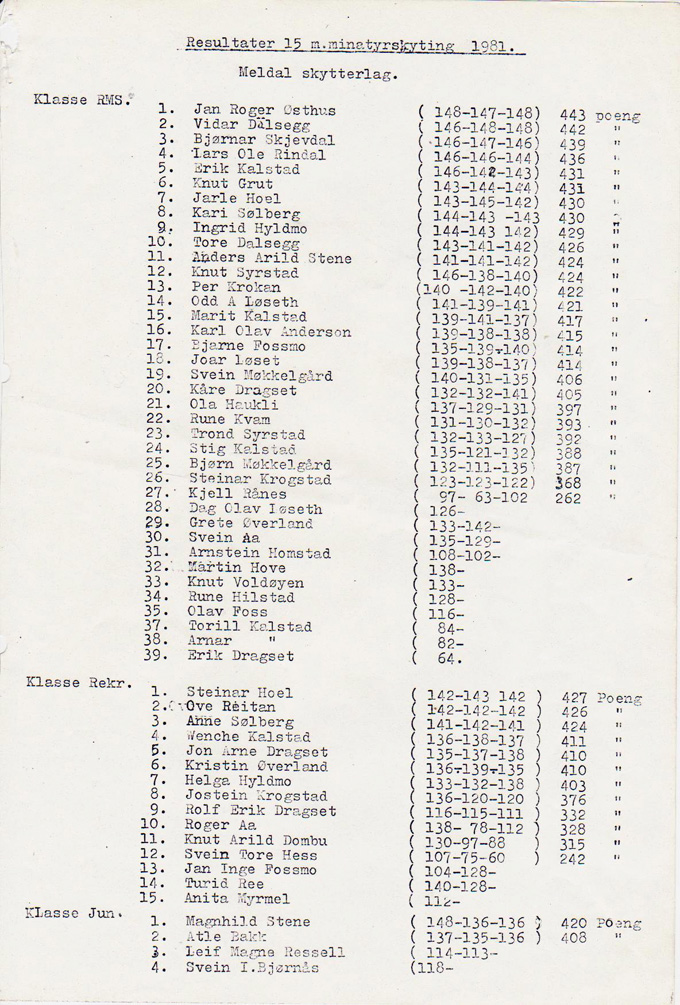 Resultater 15 m.minatyrskyting 1981.
Meldal skytterlag.
Klasse RMS.
1. Jan Roger Østhus ( 148-147-148) 443 poeng
2. Vidar Dalsegg ( 146-148-148) 442 "
3. Bjørnar Skjevdal ( 146-147-146) 439 "
4. Lars Ole Rindal ( 146-146-144) 436 "
5. Erik Kalstad ( 146-142-143) 431 "
6. Knut Grut ( 143-144-144) 431 "
7. Jarle Hoel ( 143-145-142) 430 "
8. Kari Sølberg ( 144-143 -143 430 "
9. Ingrid Hyldmo ( 144-143 142) 429 "
10. Tore Dalsegg ( 143-141-142) 426 "
11. Anders Arild Stene ( 141-141-142) 424 "
12. Knut Syrstad ( 146-138-140) 424 "
13. Per Krokan (140 -142-140) 422 "
14. Odd A Løseth ( 141-139-141) 421 "
15. Marit Kalstad ( 139-141-137) 417 "
16. Karl Olav Anderson ( 139-138-138) 415 "
17. Bjarne Fossmo ( 135-139-140) 414 "
18. Joar Løset ( 139-138-137) 414 "
19. Svein Møkkelgård ( 140-131-135) 406 "
20. Kåre Dragset ( 132-132-141) 405 "
21. Ola Haukli ( 137-129-131) 397 "
22. Rune Kvam ( 131-130-132) 393 "
23. Trond Syrstad ( 132-133-127) 392 "
24. Stig Kalstad ( 135-121-132) 388 "
25. Bjørn Møkkelgård ( 132-111-135) 387 "
26. Steinar Krogstad ( 123-123-122) 368 "
27. Kjell Rånes ( 97- 63-102 262 "
28. Dag Olav Løseth ( 126-
29. Grete Øverland ( 133-142-
30. Svein Aa ( 135-129-
31. Arnstein Homstad ( 108-102-
32. Martin Hove ( 138-
33. Knut Voldøyen ( 133-
34. Rune Hilstad ( 128-
35. Olav Foss ( 116-
37. Torill Kalstad ( 84-
38. Arnar " ( 82-
39. Erik Dragset ( 64.
Klasse Rekr.
1. Steinar Hoel ( 142-143 142 ) 427 Poeng
2. Ove Reitan ( 142-142-142 ) 426 "
3. Anne Sølberg ( 141-142-141 ) 424 "
4. Wenche Kalstad ( 136-138-137 ) 411 "
5. Jon Arne Dragset ( 135-137-138 ) 410 "
6. Kristin Øverland ( 136-139-135 ) 410 "
7. Helga Hyldmo ( 133-132-138 ) 403 "
8. Jostein Krogstad ( 136-120-120 ) 376 "
9. Rolf Erik Dragset ( 116-115-111 ) 332 "
10. Roger Aa ( 138- 78-112 ) 328 "
11. Knut Arild Dombu ( 130-97-88 ) 315 "
12. Svein Tore Hess ( 107-75-60 ) 242 "
13. Jan Inge Fossmo ( 104-128-
14. Turid Ree ( 140-128-
15. Anita Myrmel ( 112-
KLasse Jun.
1. Magnhild Stene ( 148-136-136 ) 420 Poeng
2. Atle Bakk ( 137-135-136 ) 408 "
3. Leif Magne Ressell ( 114-113-
4. Svein I.Bjørnås (118-